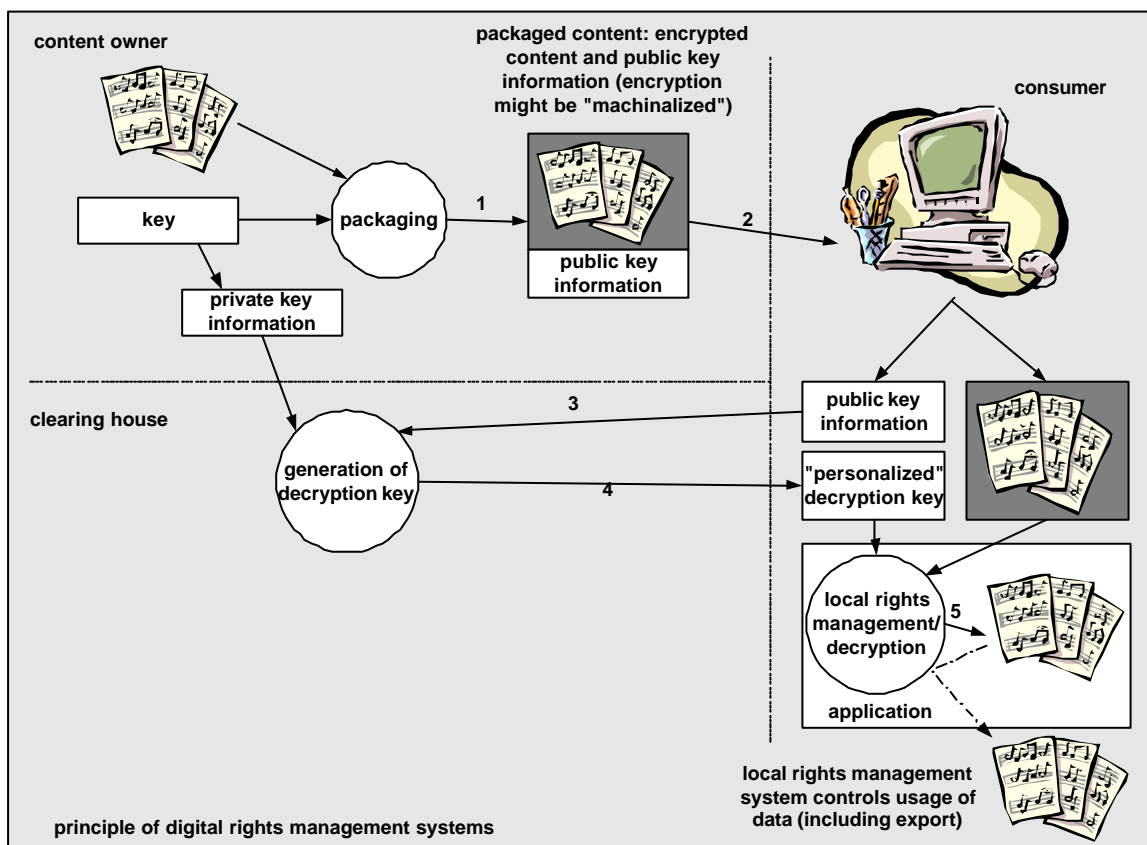 content owner
packaged content: encrypted
content and public key
information (encryption
might be "machinalized")
consumer
key
packaging
1
2
public key
information
private key
information
clearing house
3
public key
information
generation of
decryption key
4
"personalized"
decryption key
local rights
management/
decryption
5
application
local rights management
system controls usage of
data (including export)
principle of digital rights management systems